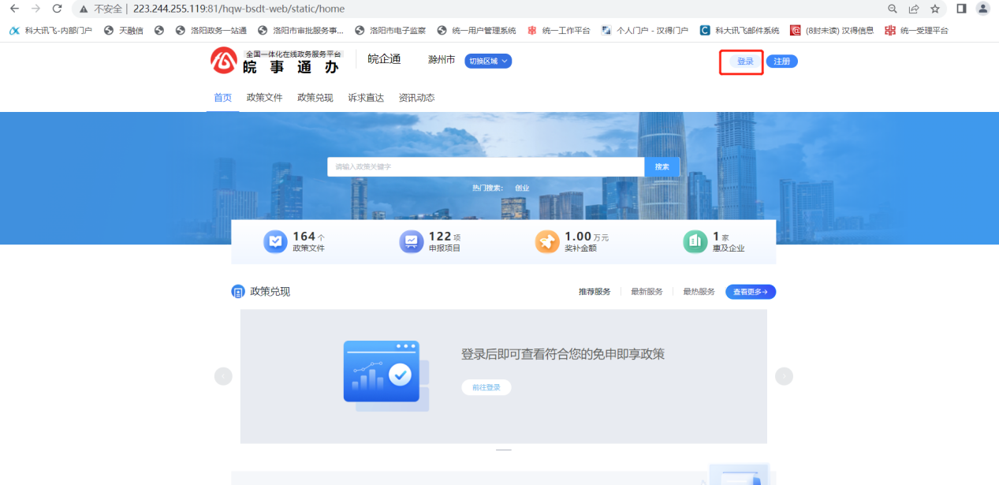 不安全 | 223.244.255.119:81/hqw-bsdt-web/static/home
科大讯飞-内部门户 天融信 洛阳政务一站通 洛阳市审批服务事... 洛阳市电子监察 统一用户管理系统 统一工作平台 个人门户 - 汉得门户 科大讯飞邮件系统 (8封未读) 汉得信息 统一受理平台
全国一体化在线政务服务平台
皖事通办 皖企通 滁州市 切换区域 登录 注册
首页 政策文件 政策兑现 诉求直达 资讯动态
请输入政策关键字 搜索
热门搜索: 创业
164 个 122 项 1.00 万元 1 家
政策文件 申报项目 奖补金额 惠及企业
政策兑现 推荐服务 最新服务 最热服务 查看更多→
登录后即可查看符合您的免申即享政策
前往登录